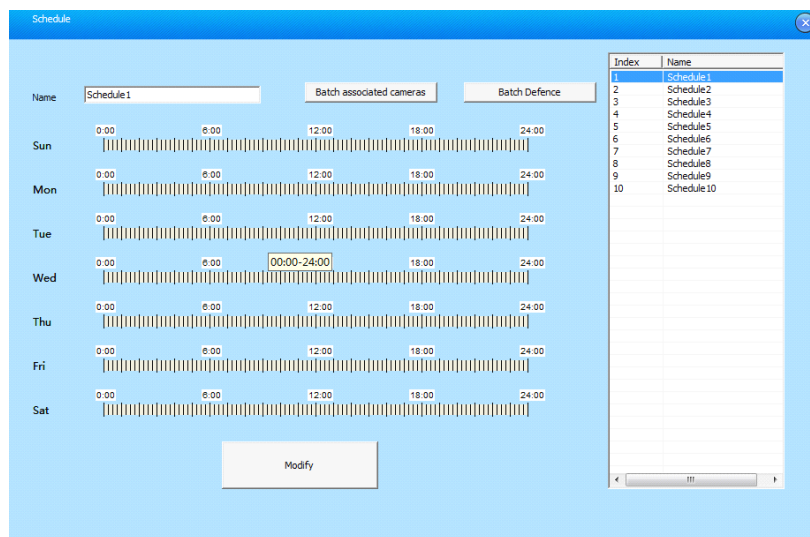 Schedule
Name Schedule1 Batch associated cameras Batch Defence
0:00 6:00 12:00 18:00 24:00
Sun
0:00 6:00 12:00 18:00 24:00
Mon
0:00 6:00 12:00 18:00 24:00
Tue
0:00 6:00 00:00-24:00 18:00 24:00
Wed
0:00 6:00 12:00 18:00 24:00
Thu
0:00 6:00 12:00 18:00 24:00
Fri
0:00 6:00 12:00 18:00 24:00
Sat
Modify
Index Name
1 Schedule1
2 Schedule2
3 Schedule3
4 Schedule4
5 Schedule5
6 Schedule6
7 Schedule7
8 Schedule8
9 Schedule9
10 Schedule10